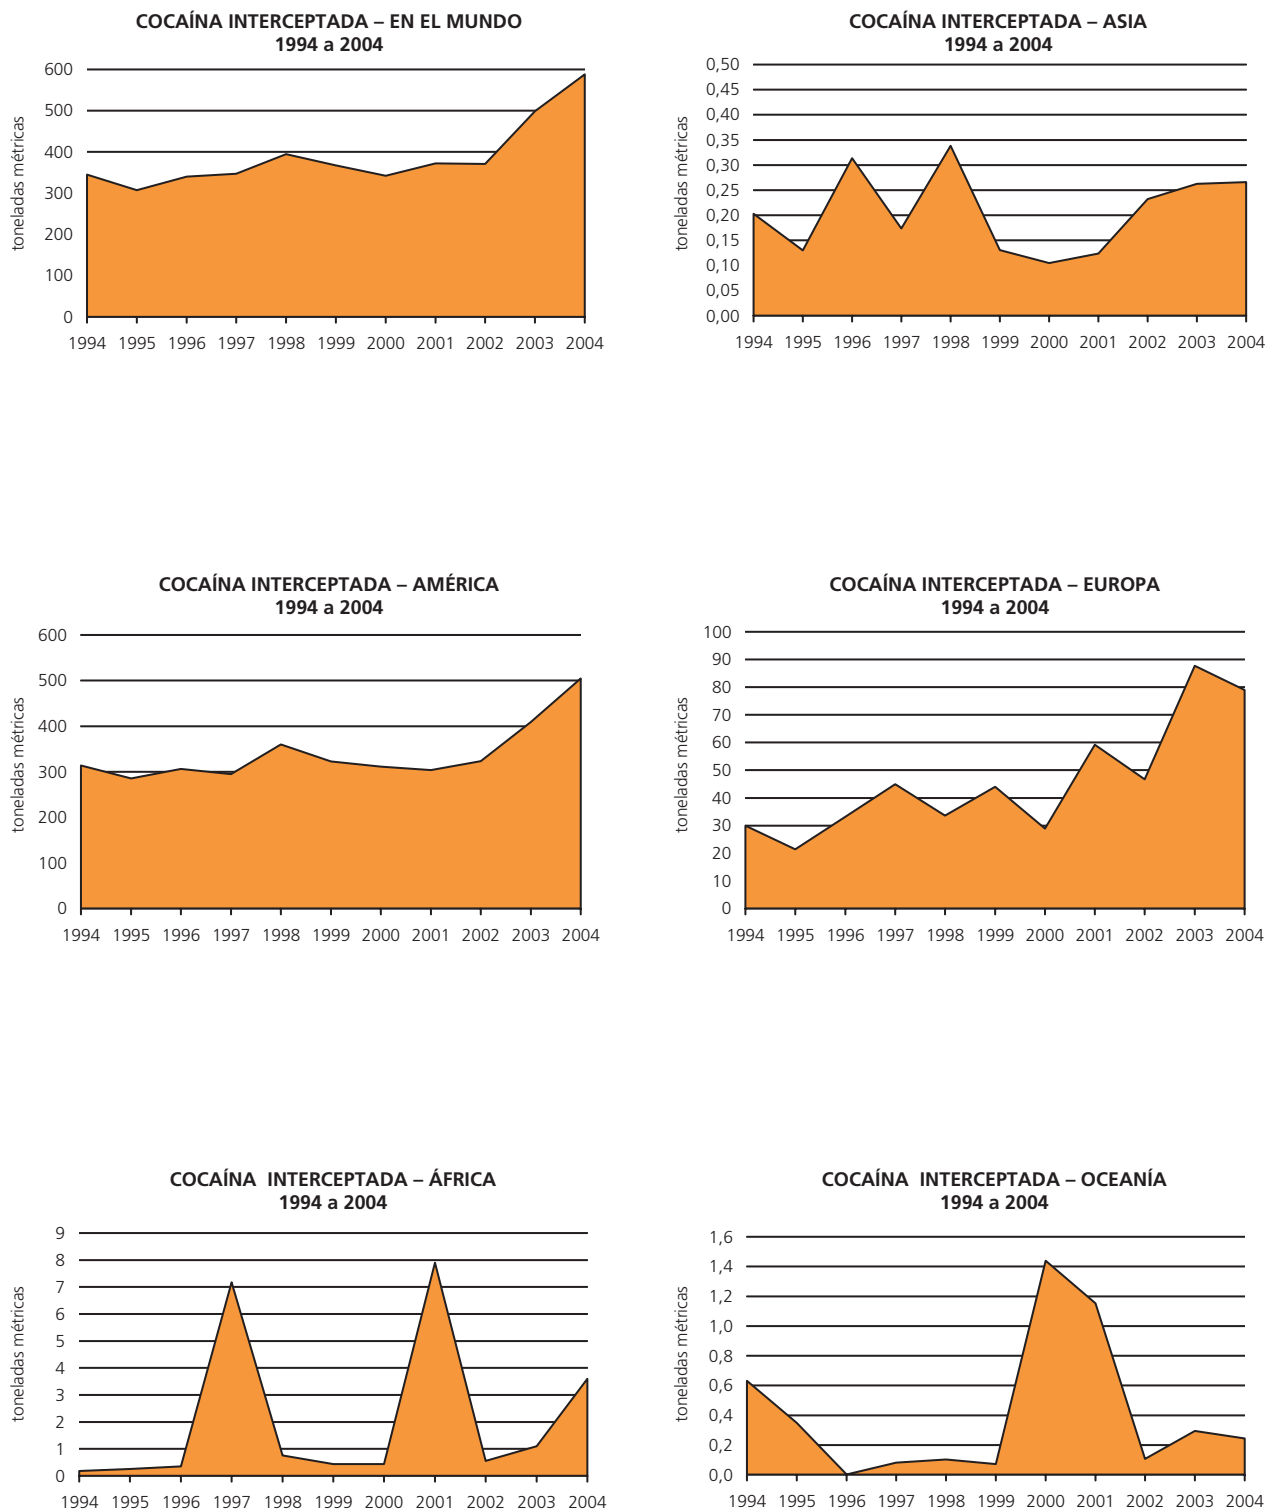 COCAÍNA INTERCEPTADA – EN EL MUNDO
1994 a 2004
toneladas métricas
600
500
400
300
200
100
0
1994 1995 1996 1997 1998 1999 2000 2001 2002 2003 2004
COCAÍNA INTERCEPTADA – ASIA
1994 a 2004
toneladas métricas
0,50
0,45
0,40
0,35
0,30
0,25
0,20
0,15
0,10
0,05
0,00
1994 1995 1996 1997 1998 1999 2000 2001 2002 2003 2004
COCAÍNA INTERCEPTADA – AMÉRICA
1994 a 2004
toneladas métricas
600
500
400
300
200
100
0
1994 1995 1996 1997 1998 1999 2000 2001 2002 2003 2004
COCAÍNA INTERCEPTADA – EUROPA
1994 a 2004
toneladas métricas
100
90
80
70
60
50
40
30
20
10
0
1994 1995 1996 1997 1998 1999 2000 2001 2002 2003 2004
COCAÍNA INTERCEPTADA – ÁFRICA
1994 a 2004
toneladas métricas
9
8
7
6
5
4
3
2
1
0
1994 1995 1996 1997 1998 1999 2000 2001 2002 2003 2004
COCAÍNA INTERCEPTADA – OCEANÍA
1994 a 2004
toneladas métricas
1,6
1,4
1,2
1,0
0,8
0,6
0,4
0,2
0,0
1994 1995 1996 1997 1998 1999 2000 2001 2002 2003 2004